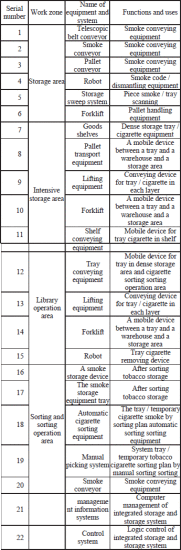 Serial number | Work zone | Name of equipment and system | Functions and uses
1 | Storage area | Telescopic belt conveyor | Smoke conveying equipment
2 | Smoke conveyor | Smoke conveying equipment
3 | Pallet conveyor | Smoke conveying equipment
4 | Robot | Smoke code / dismantling equipment
5 | Storage sweep system | Piece smoke / tray scanning
6 | Forklift | Pallet handling equipment
7 | Intensive storage area | Goods shelves | Dense storage tray / cigarette equipment
8 | Pallet transport equipment | A mobile device between a tray and a warehouse and a storage area
9 | Lifting equipment | Conveying device for tray / cigarette in each layer
10 | Forklift | A mobile device between a tray and a warehouse and a storage area
11 | Shelf conveying equipment | Mobile device for tray cigarette in shelf
12 | Library operation area | Tray conveying equipment | Mobile device for tray in dense storage area and cigarette sorting sorting operation area
13 | Lifting equipment | Conveying device for tray / cigarette in each layer
14 | Forklift | A mobile device between a tray and a warehouse and a storage area
15 | Robot | Tray cigarette removing device
16 | Sorting and sorting operation area | A smoke storage device | After sorting tobacco storage
17 | The smoke storage equipment tray | After sorting tobacco storage
18 | Automatic cigarette sorting equipment | The tray / temporary cigarette smoke by sorting plan automatic sorting equipment
19 | Manual picking system | System tray / temporary tobacco cigarette sorting plan by manual sorting sorting
20 | Smoke conveyor | Smoke conveying equipment
21 | manageme nt information systems | Computer management of integrated storage and storage system
22 | Control system | Logic control of integrated storage and storage system